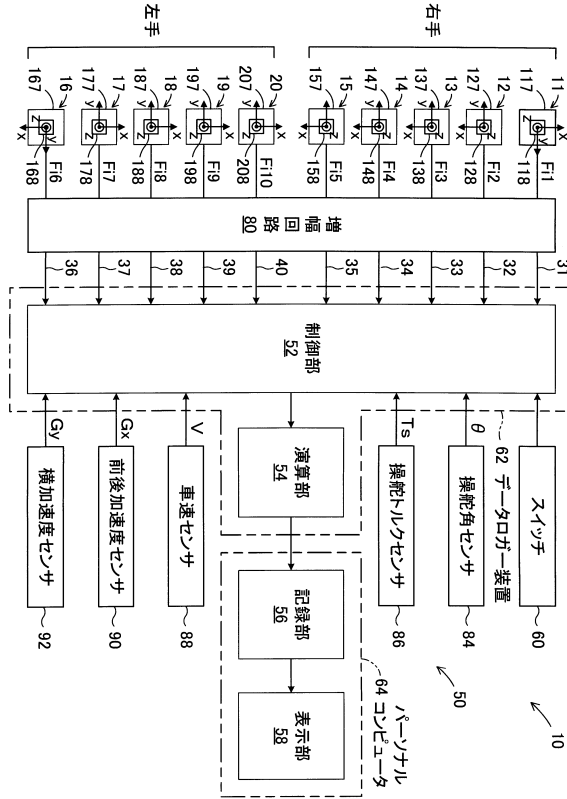 右手
左手
11
117
118
12
127
128
13
137
138
14
147
148
15
157
158
20
207
208
19
197
198
18
187
188
17
177
178
16
167
168
x
y
z
x
y
z
x
y
z
x
y
z
x
y
z
x
y
z
x
y
z
x
y
z
x
y
z
x
y
z
Fi1
Fi2
Fi3
Fi4
Fi5
Fi10
Fi9
Fi8
Fi7
Fi6
増幅回路
80
31
32
33
34
35
40
39
38
37
36
制御部
52
演算部
54
記録部
56
表示部
58
62 データロガー装置
64 パーソナル
コンピュータ
スイッチ
60
θ
操舵角センサ
84
Ts
操舵トルクセンサ
86
V
車速センサ
88
Gx
前後加速度センサ
90
Gy
横加速度センサ
92
50
10